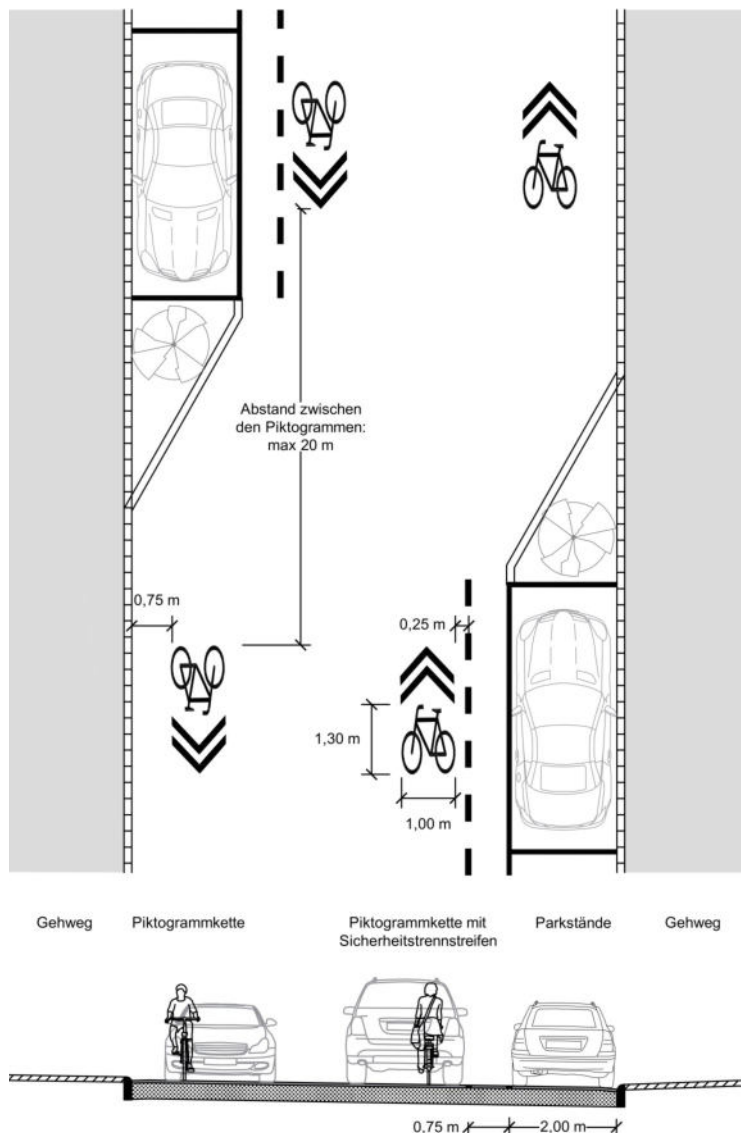 Abstand zwischen
den Piktogrammen:
max 20 m
0,75 m
0,25 m
1,30 m
1,00 m
Gehweg
Piktogrammkette
Piktogrammkette mit
Sicherheitstrennstreifen
Parkstände
Gehweg
0,75 m
2,00 m